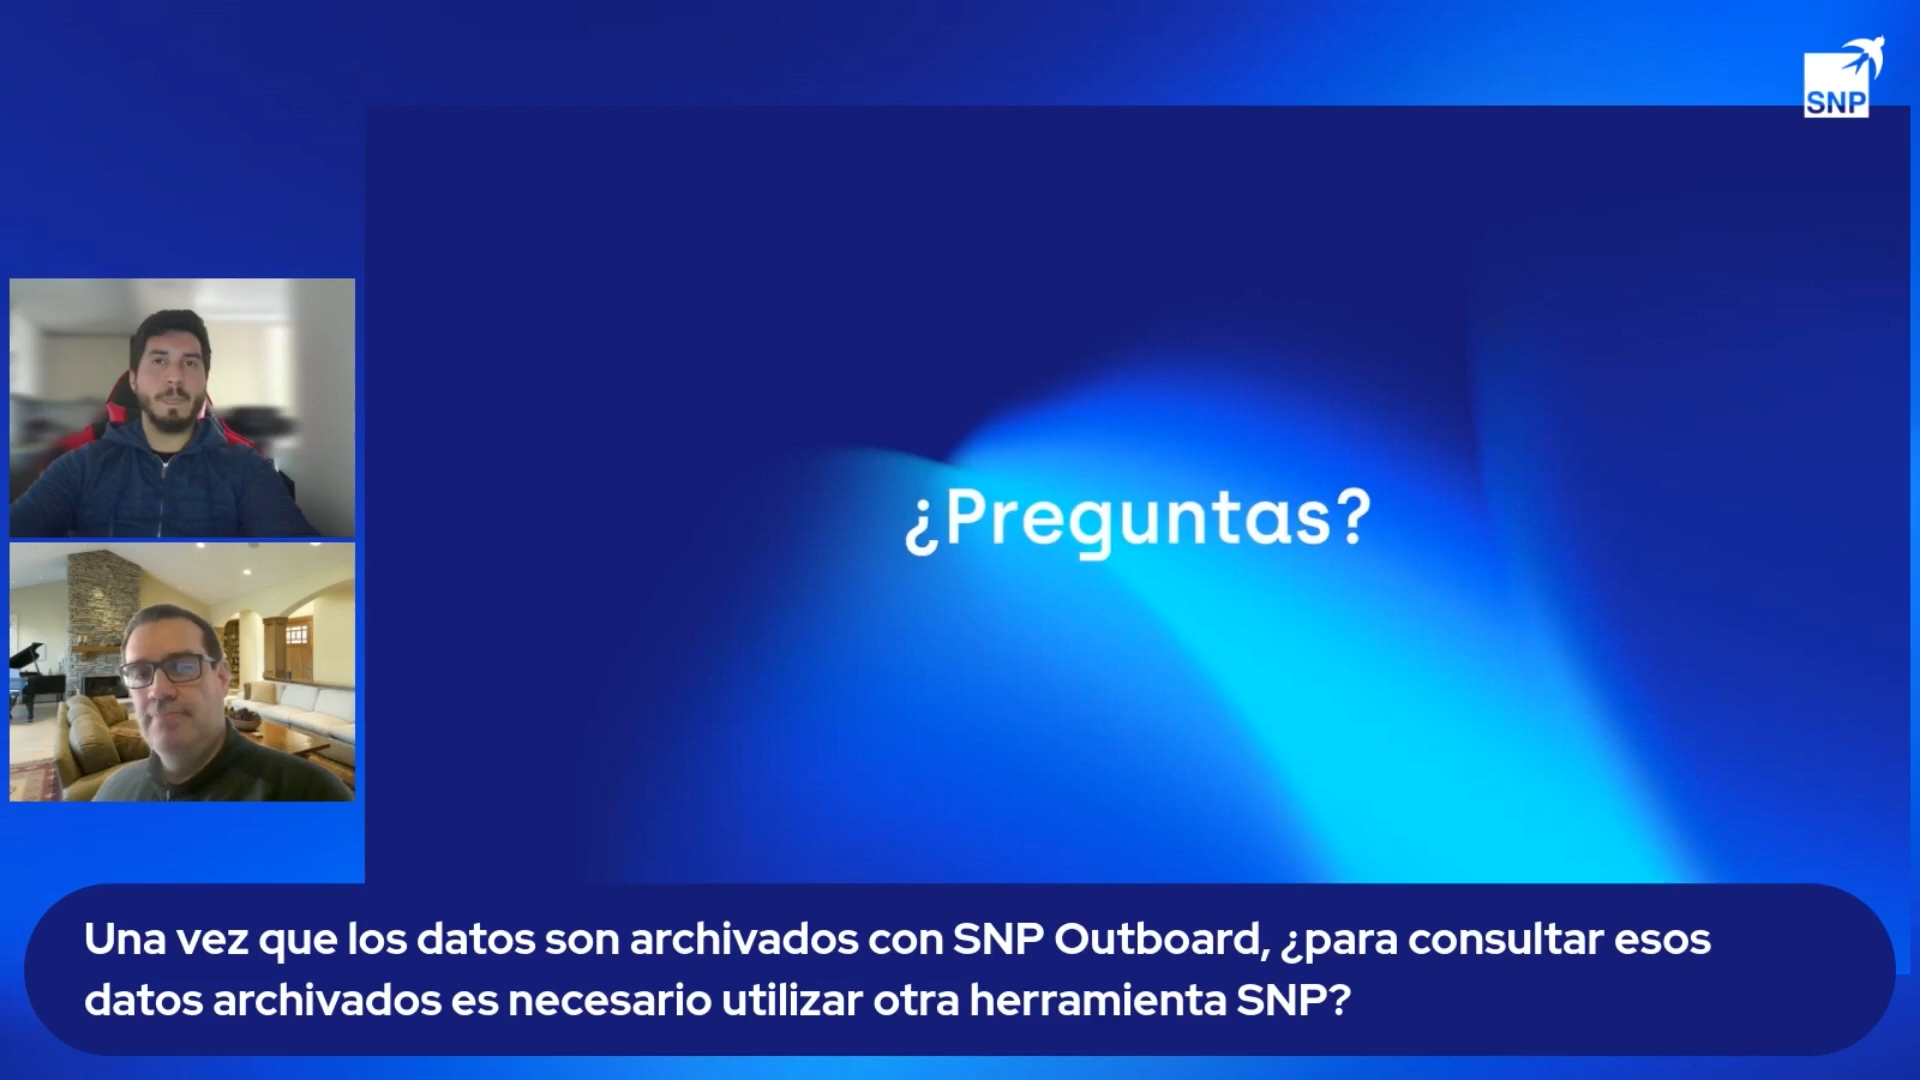 SNP
¿Preguntas?
Una vez que los datos son archivados con SNP Outboard, ¿para consultar esos
datos archivados es necesario utilizar otra herramienta SNP?